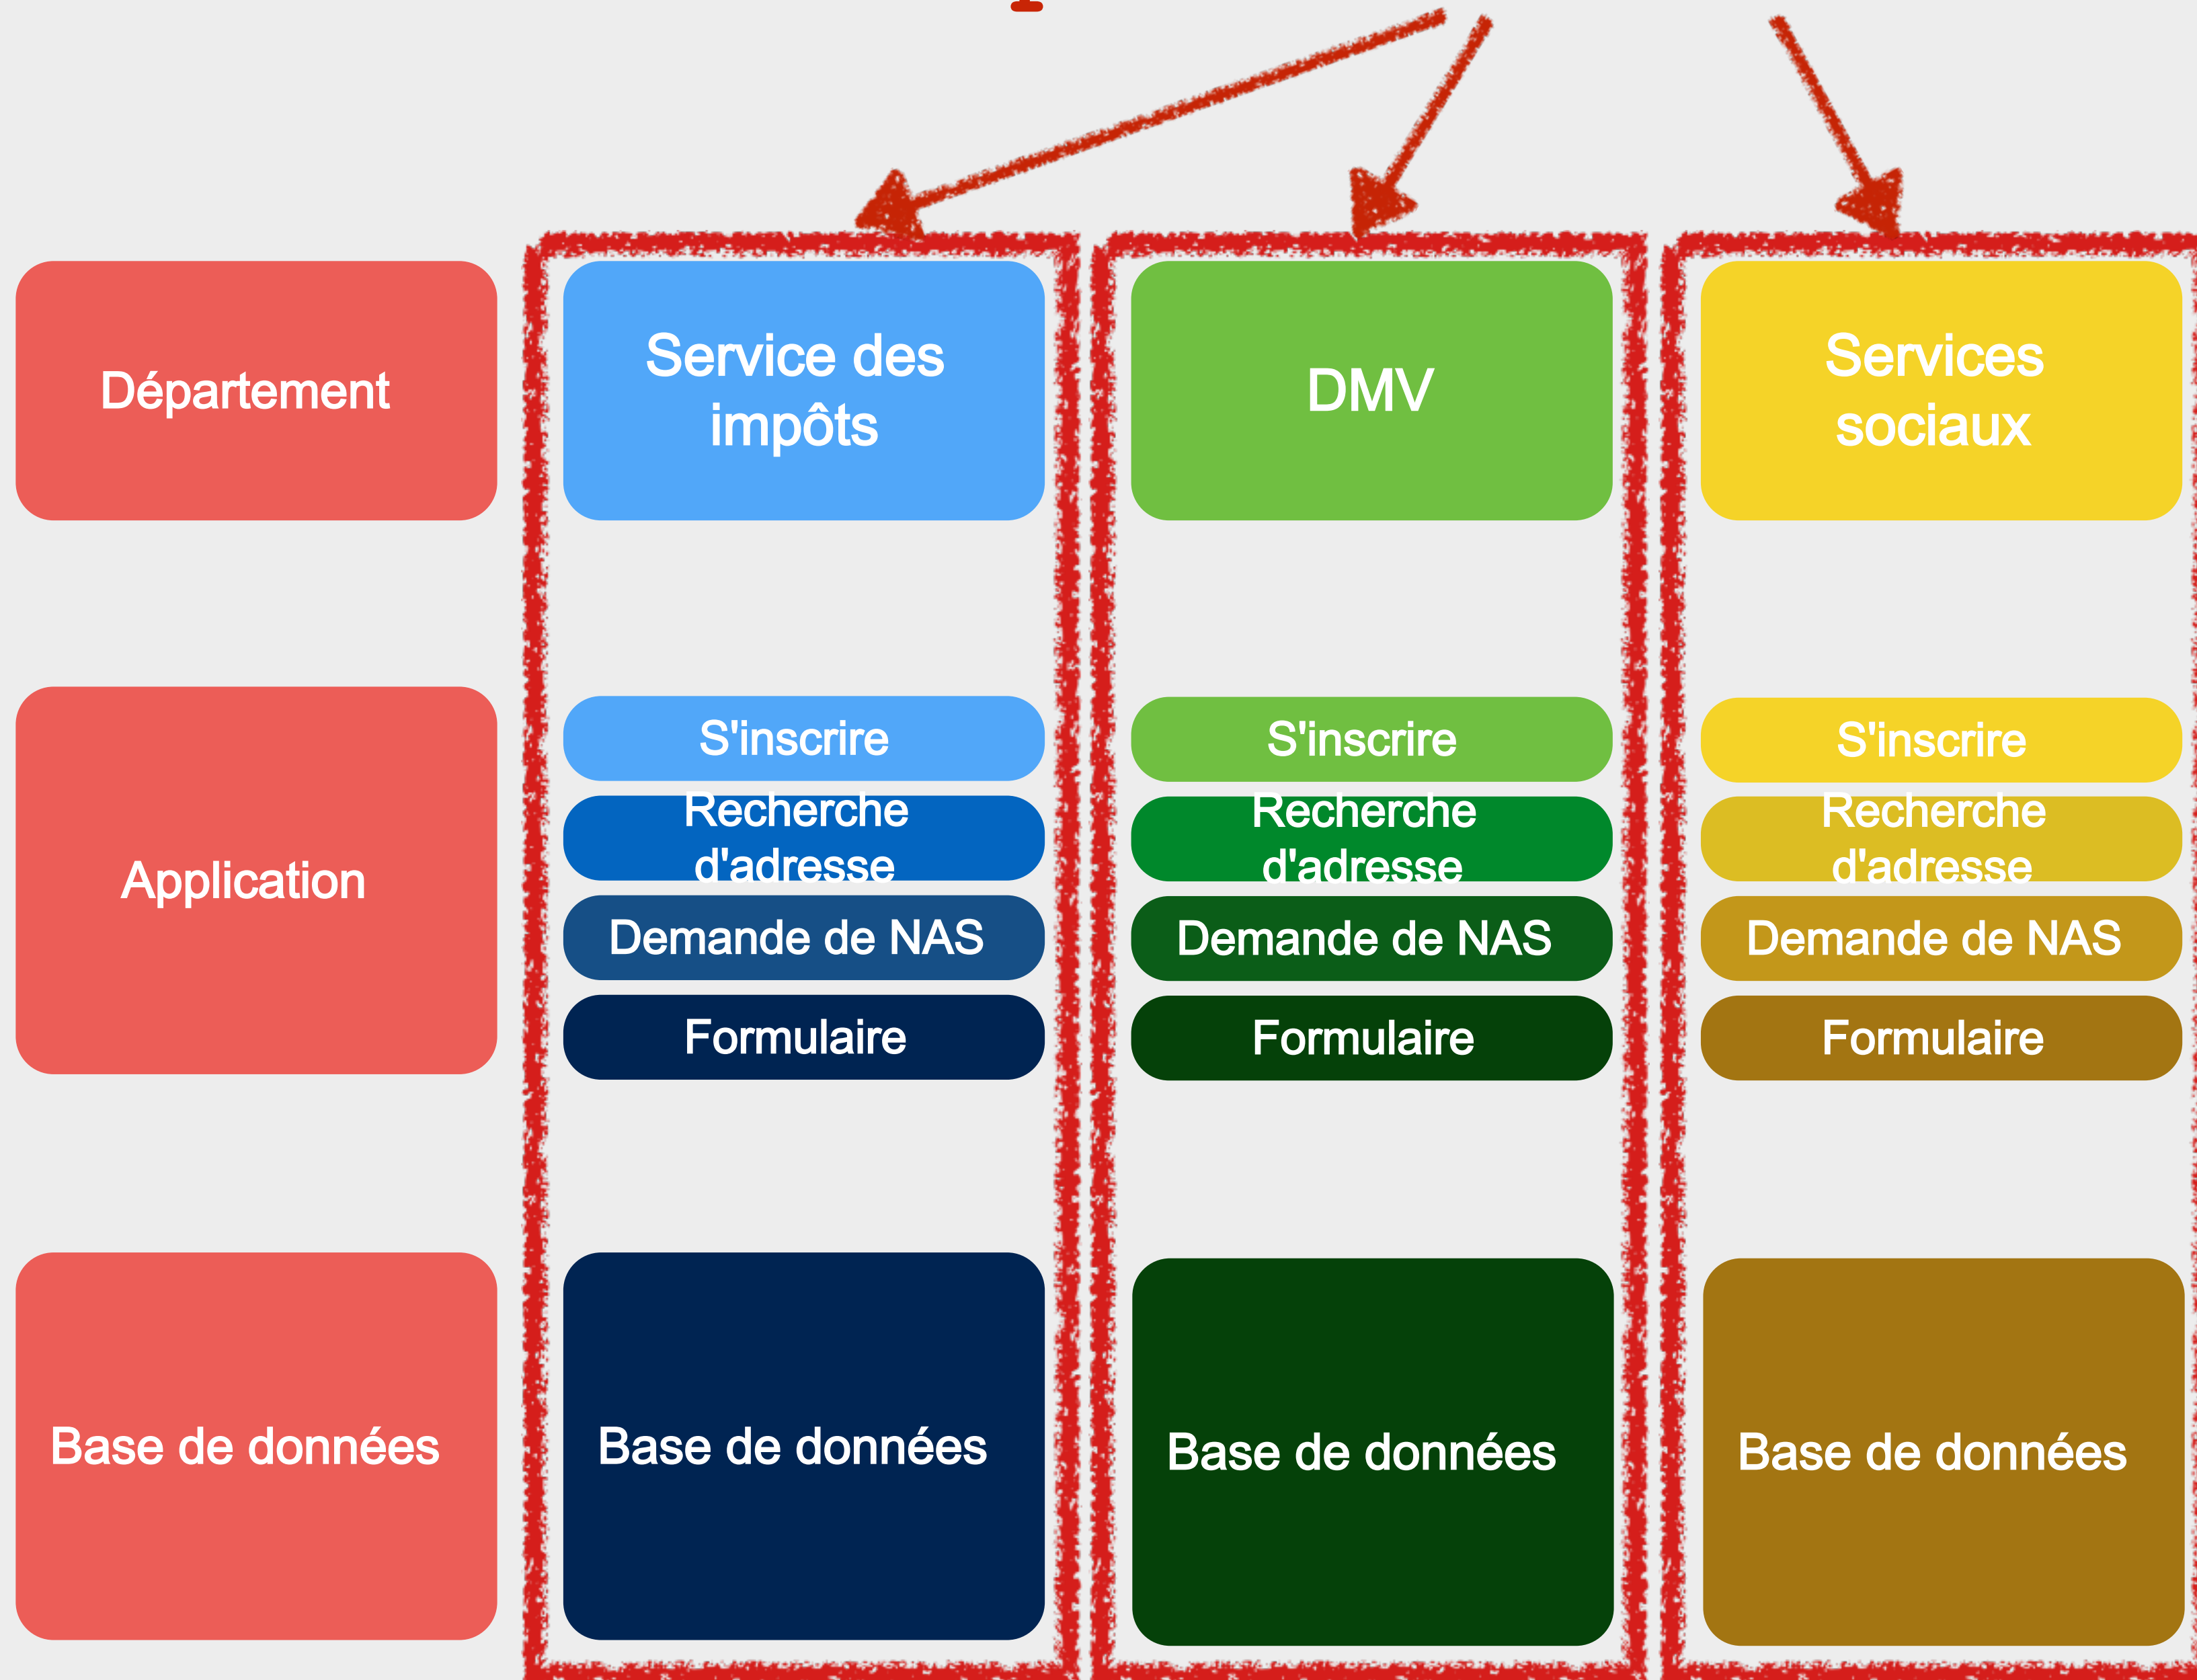 Département
Service des
impôts
DMV
Services
sociaux
Application
S'inscrire
Recherche
d'adresse
Demande de NAS
Formulaire
S'inscrire
Recherche
d'adresse
Demande de NAS
Formulaire
S'inscrire
Recherche
d'adresse
Demande de NAS
Formulaire
Base de données
Base de données
Base de données
Base de données